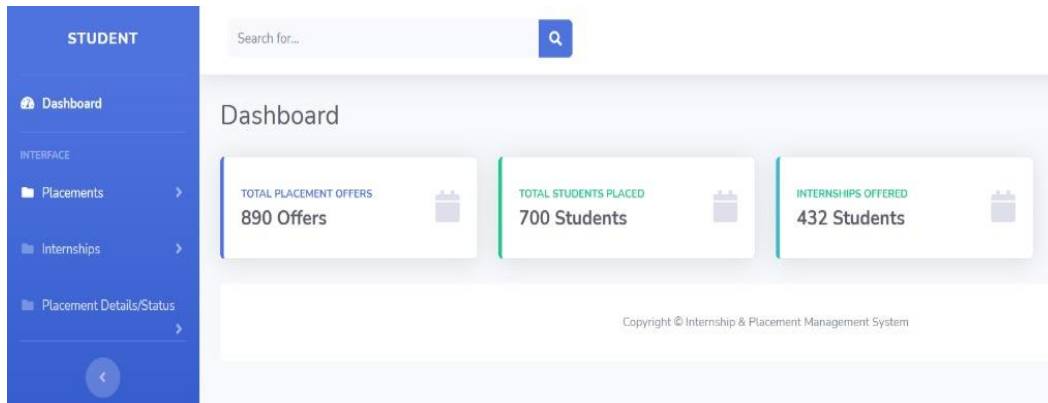 STUDENT
Search for...
Dashboard
INTERFACE
Placements
Internships
Placement Details/Status
Dashboard
TOTAL PLACEMENT OFFERS
890 Offers
TOTAL STUDENTS PLACED
700 Students
INTERNSHIPS OFFERED
432 Students
Copyright © Internship & Placement Management System